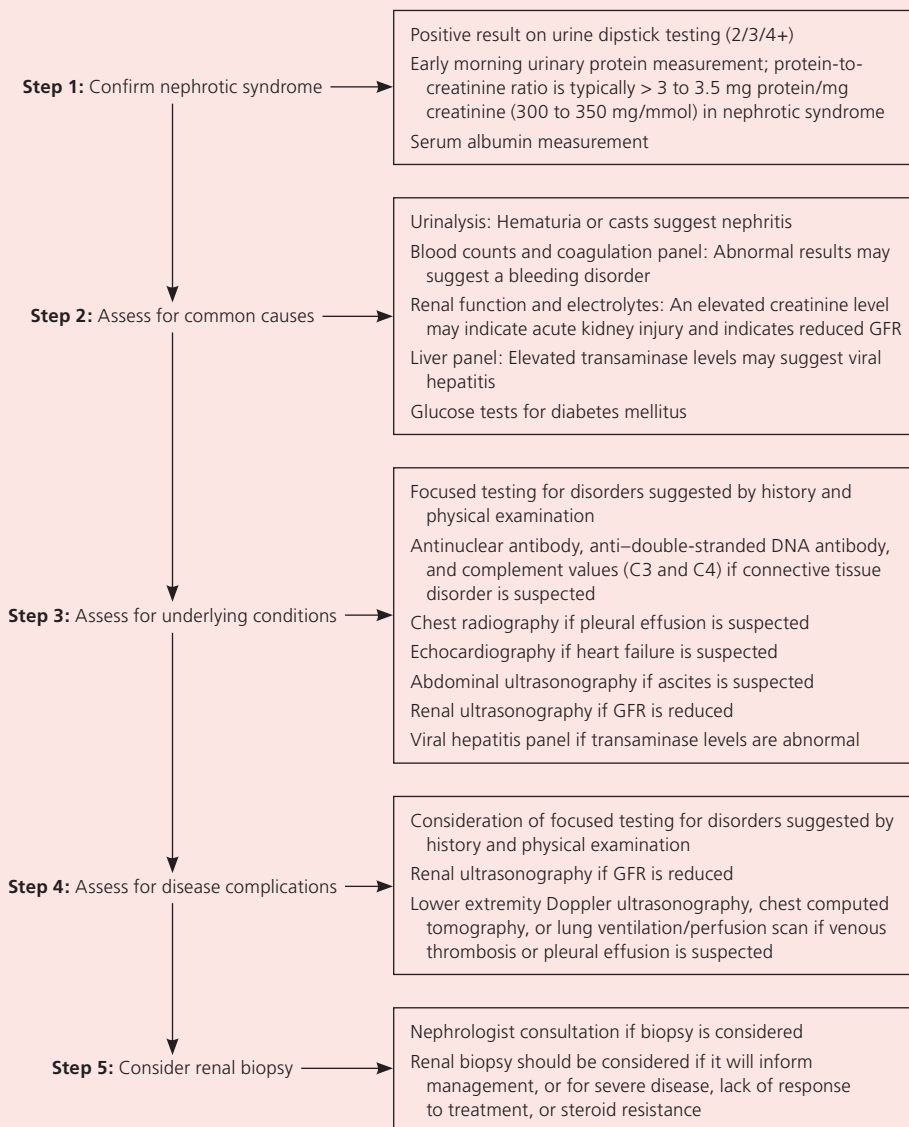 Positive result on urine dipstick testing (2/3/4+)
Step 1: Confirm nephrotic syndrome
Early morning urinary protein measurement; protein-to-
creatinine ratio is typically > 3 to 3.5 mg protein/mg
creatinine (300 to 350 mg/mmol) in nephrotic syndrome
Serum albumin measurement
Step 2: Assess for common causes
Urinalysis: Hematuria or casts suggest nephritis
Blood counts and coagulation panel: Abnormal results may
suggest a bleeding disorder
Renal function and electrolytes: An elevated creatinine level
may indicate acute kidney injury and indicates reduced GFR
Liver panel: Elevated transaminase levels may suggest viral
hepatitis
Glucose tests for diabetes mellitus
Step 3: Assess for underlying conditions
Focused testing for disorders suggested by history and
physical examination
Antinuclear antibody, anti–double-stranded DNA antibody,
and complement values (C3 and C4) if connective tissue
disorder is suspected
Chest radiography if pleural effusion is suspected
Echocardiography if heart failure is suspected
Abdominal ultrasonography if ascites is suspected
Renal ultrasonography if GFR is reduced
Viral hepatitis panel if transaminase levels are abnormal
Step 4: Assess for disease complications
Consideration of focused testing for disorders suggested by
history and physical examination
Renal ultrasonography if GFR is reduced
Lower extremity Doppler ultrasonography, chest computed
tomography, or lung ventilation/perfusion scan if venous
thrombosis or pleural effusion is suspected
Step 5: Consider renal biopsy
Nephrologist consultation if biopsy is considered
Renal biopsy should be considered if it will inform
management, or for severe disease, lack of response
to treatment, or steroid resistance